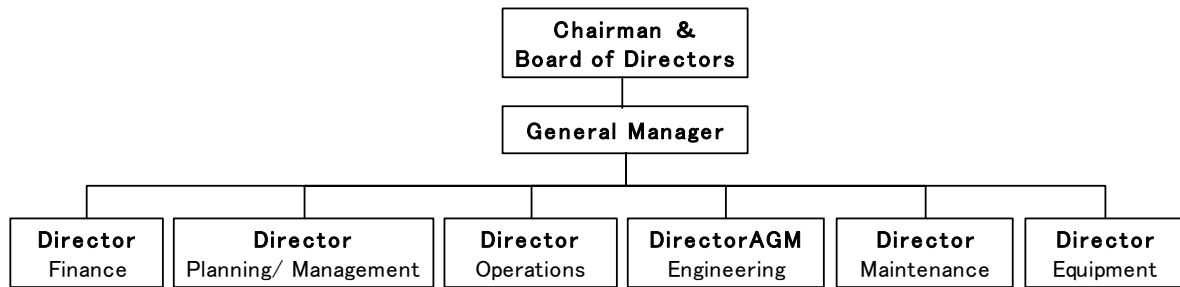 Chairman &
Board of Directors
General Manager
Director
Finance
Director
Planning/ Management
Director
Operations
DirectorAGM
Engineering
Director
Maintenance
Director
Equipment